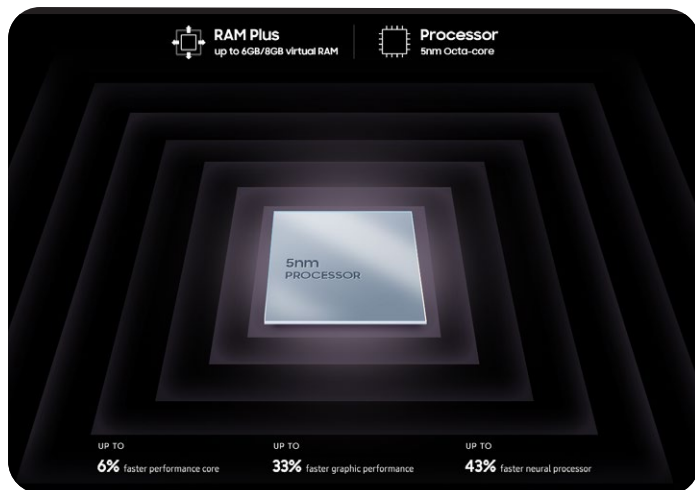 RAM Plus
up to 6GB/8GB virtual RAM
Processor
5nm Octa-core
5nm
PROCESSOR
UP TO
6% faster performance core
UP TO
33% faster graphic performance
UP TO
43% faster neural processor